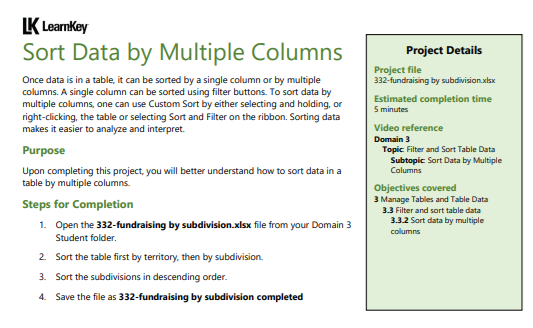 LK LearnKey
Sort Data by Multiple Columns
Once data is in a table, it can be sorted by a single column or by multiple
columns. A single column can be sorted using filter buttons. To sort data by
multiple columns, one can use Custom Sort by either selecting and holding, or
right-clicking, the table or selecting Sort and Filter on the ribbon. Sorting data
makes it easier to analyze and interpret.
Purpose
Upon completing this project, you will better understand how to sort data in a
table by multiple columns.
Steps for Completion
1. Open the 332-fundraising by subdivision.xlsx file from your Domain 3
Student folder.
2. Sort the table first by territory, then by subdivision.
3. Sort the subdivisions in descending order.
4. Save the file as 332-fundraising by subdivision completed
Project Details
Project file
332-fundraising by subdivision.xlsx
Estimated completion time
5 minutes
Video reference
Domain 3
Topic: Filter and Sort Table Data
Subtopic: Sort Data by Multiple
Columns
Objectives covered
3 Manage Tables and Table Data
3.3 Filter and sort table data
3.3.2 Sort data by multiple
columns